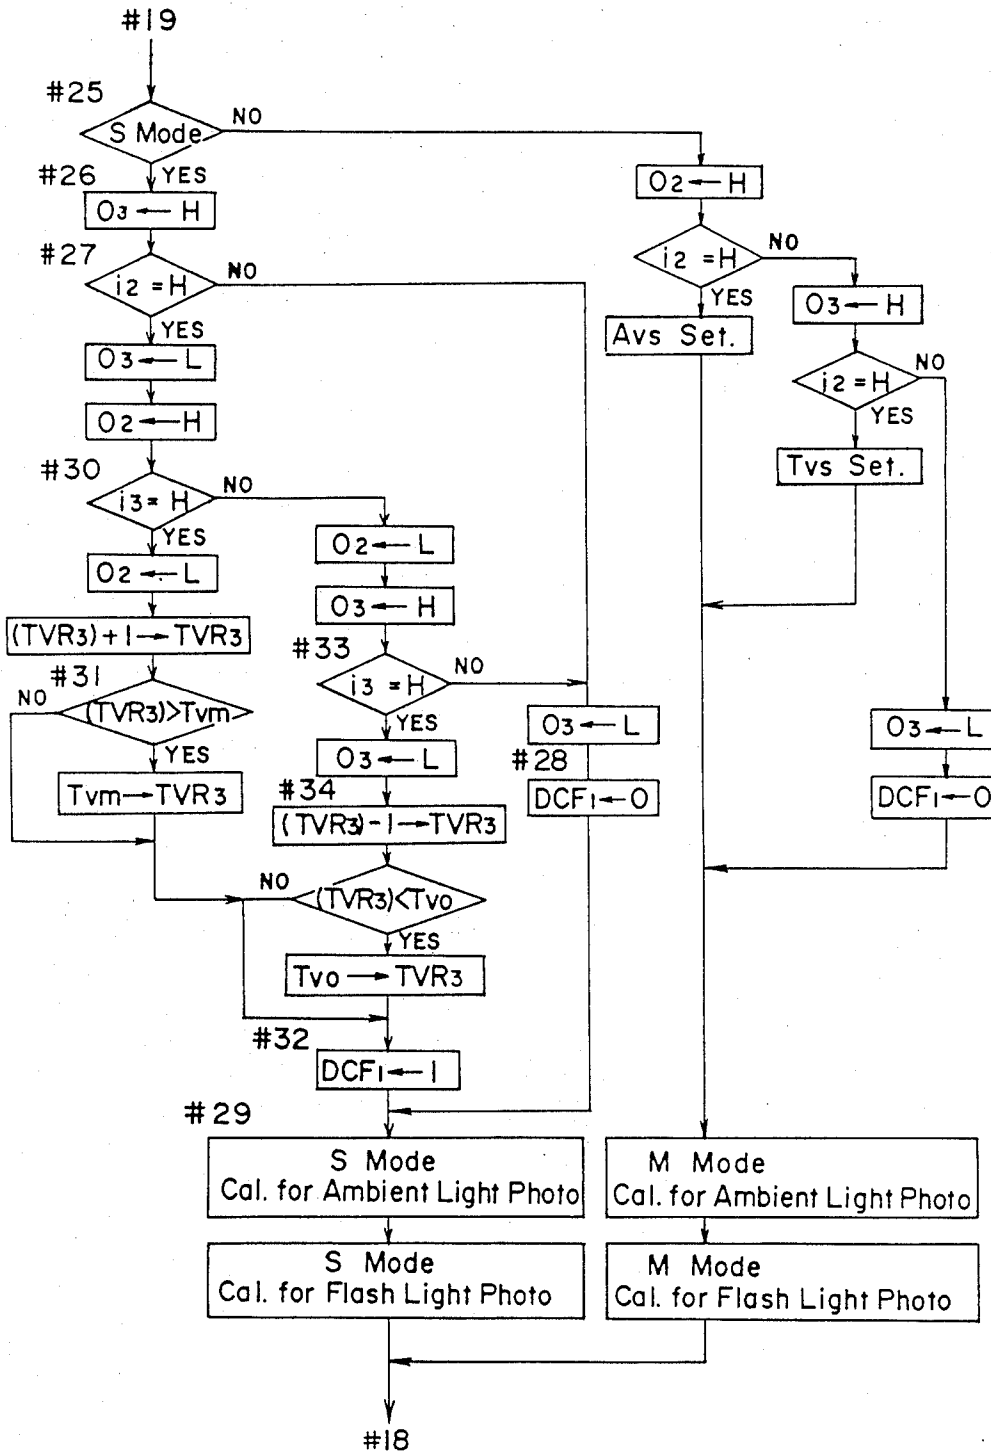 #19
#25
S Mode
NO
YES
#26
O3 ← H
#27
i2 = H
NO
YES
O3 ← L
O2 ← H
#30
i3 = H
NO
YES
O2 ← L
(TVR3) + 1 → TVR3
#31
NO
(TVR3) > Tvm
YES
Tvm → TVR3
O2 ← L
O3 ← H
#33
i3 = H
NO
YES
O3 ← L
#34
(TVR3) - 1 → TVR3
NO
(TVR3) < Tvo
YES
Tvo → TVR3
#32
DCF1 ← 1
O3 ← L
#28
DCF1 ← 0
#29
S Mode
Cal. for Ambient Light Photo
S Mode
Cal. for Flash Light Photo
O2 ← H
i2 = H
NO
YES
Avs Set.
O3 ← H
i2 = H
NO
YES
Tvs Set.
O3 ← L
DCF1 ← 0
M Mode
Cal. for Ambient Light Photo
M Mode
Cal. for Flash Light Photo
#18